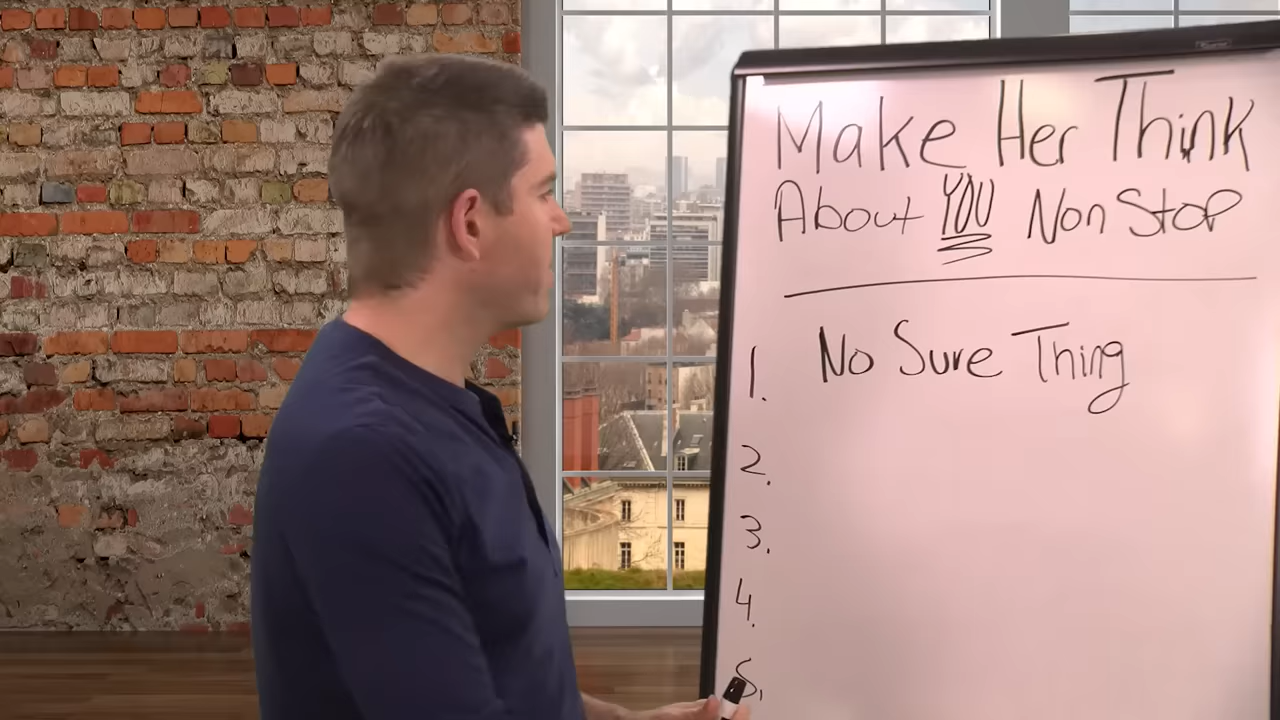 Make Her Think
About YOU Non Stop
1. No Sure Thing
2.
3.
4.
5.